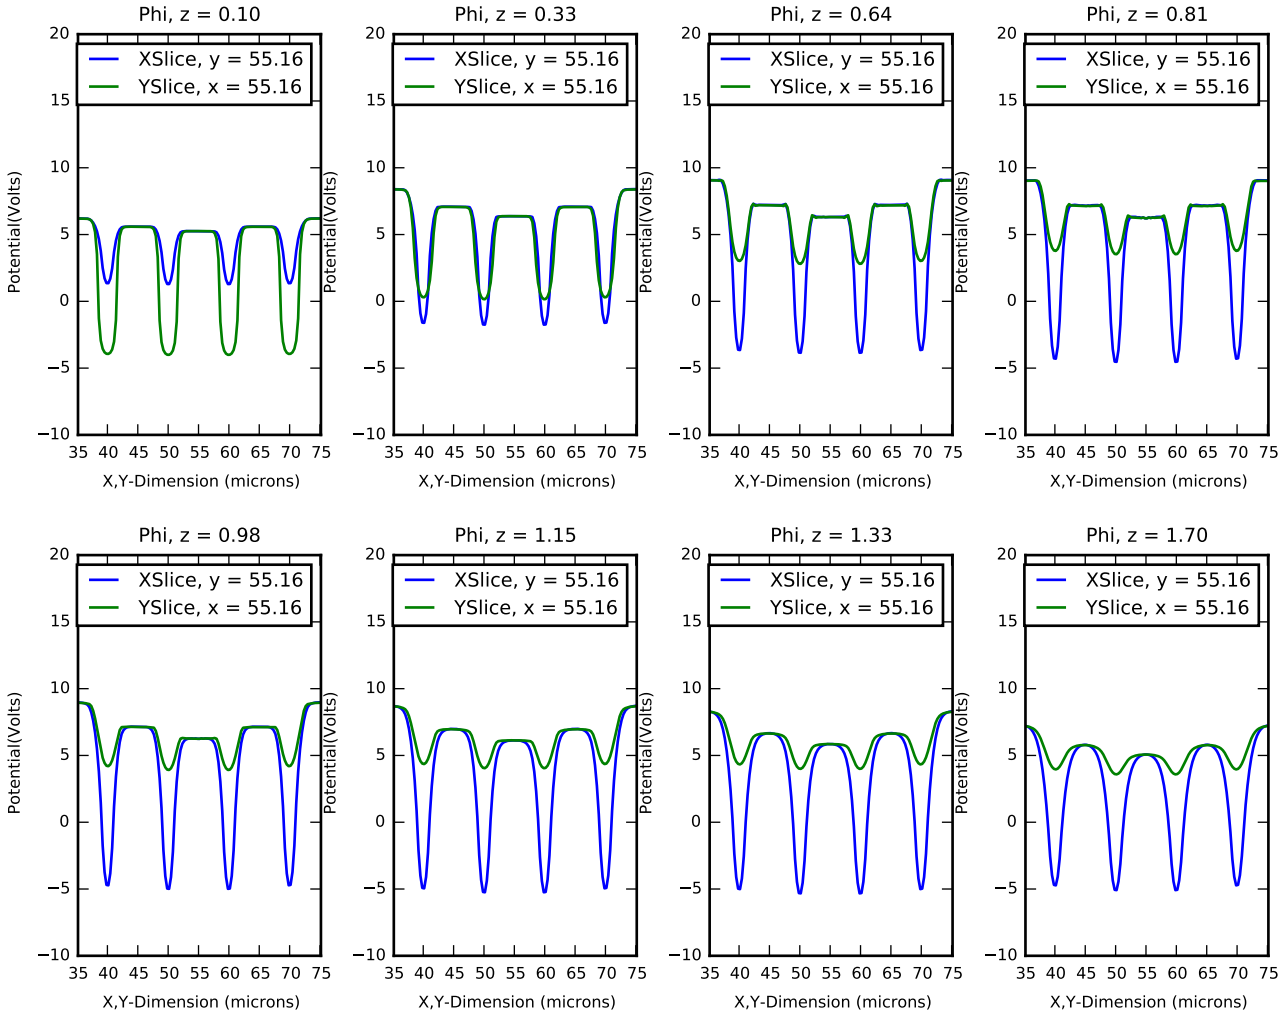 Phi, z = 0.10
Potential(Volts)
20
15
10
5
0
−5
−10
XSlice, y = 55.16
YSlice, x = 55.16
35 40 45 50 55 60 65 70 75
X,Y-Dimension (microns)
Phi, z = 0.33
Potential(Volts)
20
15
10
5
0
−5
−10
XSlice, y = 55.16
YSlice, x = 55.16
35 40 45 50 55 60 65 70 75
X,Y-Dimension (microns)
Phi, z = 0.64
Potential(Volts)
20
15
10
5
0
−5
−10
XSlice, y = 55.16
YSlice, x = 55.16
35 40 45 50 55 60 65 70 75
X,Y-Dimension (microns)
Phi, z = 0.81
Potential(Volts)
20
15
10
5
0
−5
−10
XSlice, y = 55.16
YSlice, x = 55.16
35 40 45 50 55 60 65 70 75
X,Y-Dimension (microns)
Phi, z = 0.98
Potential(Volts)
20
15
10
5
0
−5
−10
XSlice, y = 55.16
YSlice, x = 55.16
35 40 45 50 55 60 65 70 75
X,Y-Dimension (microns)
Phi, z = 1.15
Potential(Volts)
20
15
10
5
0
−5
−10
XSlice, y = 55.16
YSlice, x = 55.16
35 40 45 50 55 60 65 70 75
X,Y-Dimension (microns)
Phi, z = 1.33
Potential(Volts)
20
15
10
5
0
−5
−10
XSlice, y = 55.16
YSlice, x = 55.16
35 40 45 50 55 60 65 70 75
X,Y-Dimension (microns)
Phi, z = 1.70
Potential(Volts)
20
15
10
5
0
−5
−10
XSlice, y = 55.16
YSlice, x = 55.16
35 40 45 50 55 60 65 70 75
X,Y-Dimension (microns)